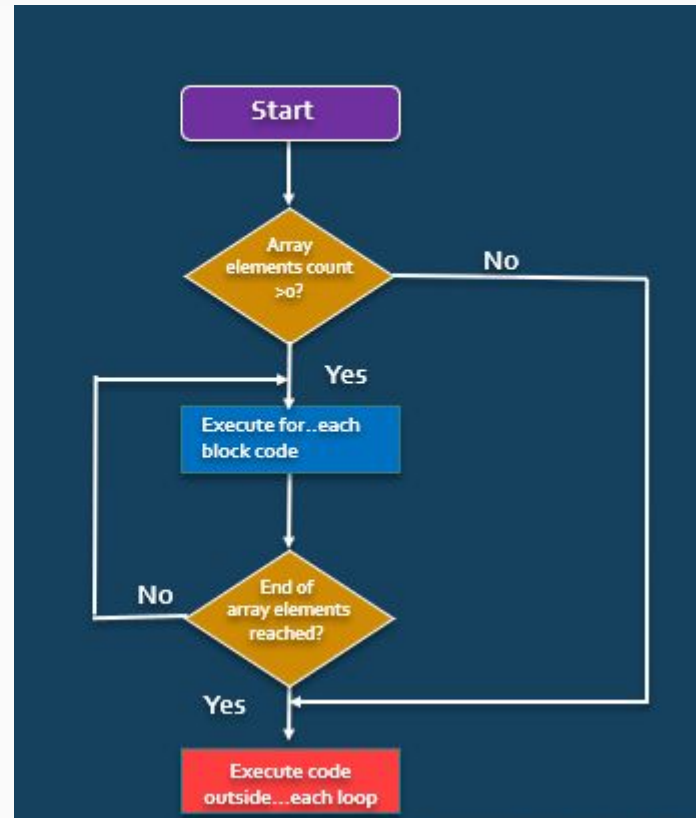 Start
Array
elements count
>0?
No
Yes
Execute for..each
block code
No
End of
array elements
reached?
Yes
Execute code
outside...each loop